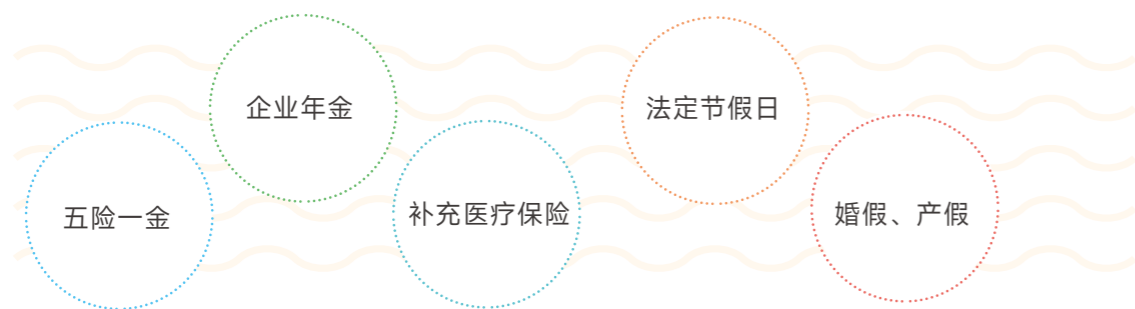 五险一金
企业年金
补充医疗保险
法定节假日
婚假、产假